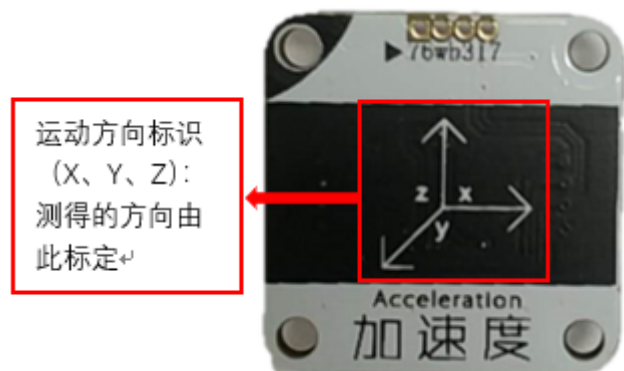 ▶76wb317
运动方向标识
（X、Y、Z）：
测得的方向由
此标定↵
z x
y
Acceleration
加速度